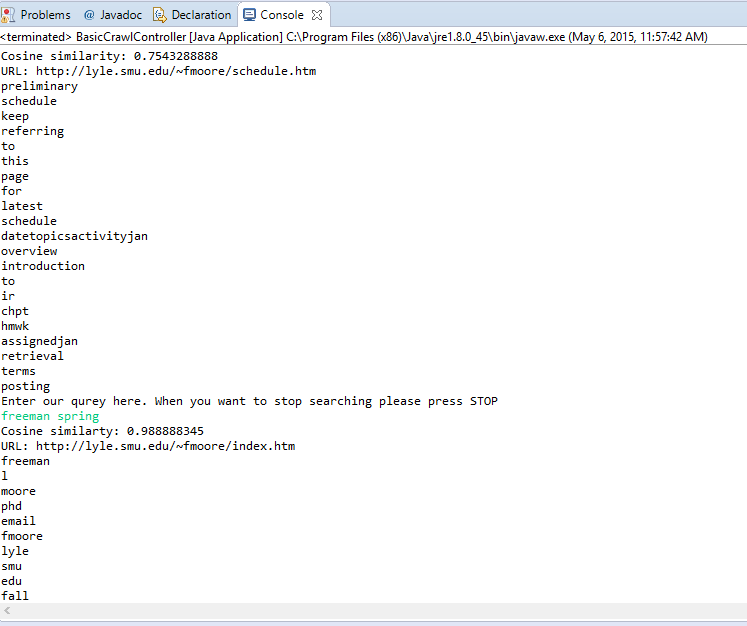 Problems @ Javadoc Declaration Console
<terminated> BasicCrawlController [Java Application] C:\Program Files (x86)\Java\jre1.8.0_45\bin\javaw.exe (May 6, 2015, 11:57:42 AM)
Cosine similarity: 0.7543288888
URL: http://lyle.smu.edu/~fmoore/schedule.htm
preliminary
schedule
keep
referring
to
this
page
for
latest
schedule
datetopicsactivityjan
overview
introduction
to
ir
chpt
hmwk
assignedjan
retrieval
terms
posting
Enter our qurey here. When you want to stop searching please press STOP
freeman spring
Cosine similarty: 0.988888345
URL: http://lyle.smu.edu/~fmoore/index.htm
freeman
l
moore
phd
email
fmoore
lyle
smu
edu
fall